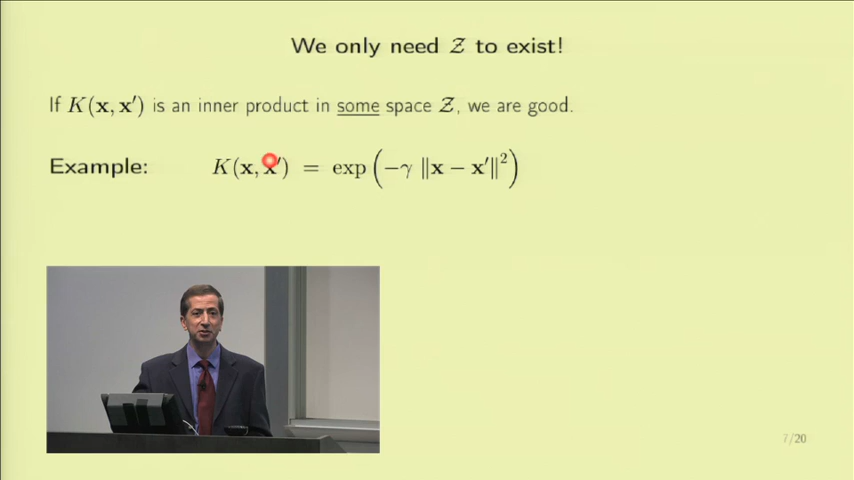 We only need 𝒵 to exist!
If K(x, x′) is an inner product in some space 𝒵, we are good.
Example: K(x, x′) = exp(−γ ‖x − x′‖²)
7/20